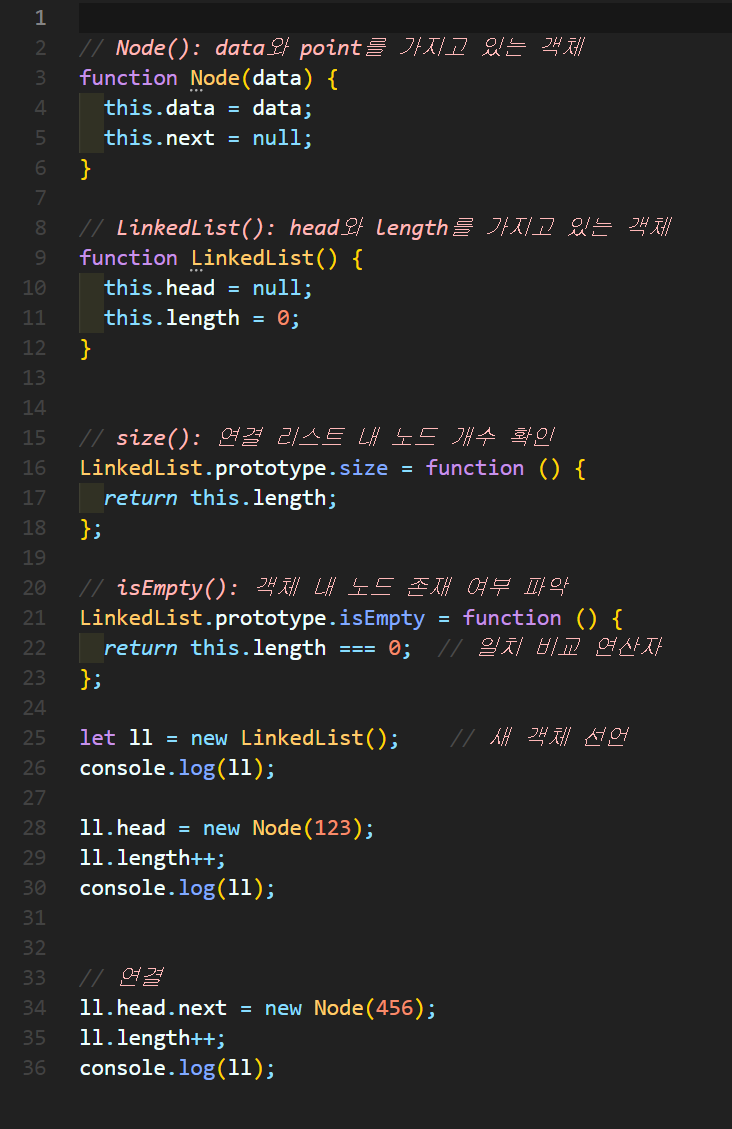 1
2 // Node(): data와 point를 가지고 있는 객체
3 function Node(data) {
4   this.data = data;
5   this.next = null;
6 }
7
8 // LinkedList(): head와 length를 가지고 있는 객체
9 function LinkedList() {
10   this.head = null;
11   this.length = 0;
12 }
13
14
15 // size(): 연결 리스트 내 노드 개수 확인
16 LinkedList.prototype.size = function () {
17   return this.length;
18 };
19
20 // isEmpty(): 객체 내 노드 존재 여부 파악
21 LinkedList.prototype.isEmpty = function () {
22   return this.length === 0;  // 일치 비교 연산자
23 };
24
25 let ll = new LinkedList();    // 새 객체 선언
26 console.log(ll);
27
28 ll.head = new Node(123);
29 ll.length++;
30 console.log(ll);
31
32
33 // 연결
34 ll.head.next = new Node(456);
35 ll.length++;
36 console.log(ll);